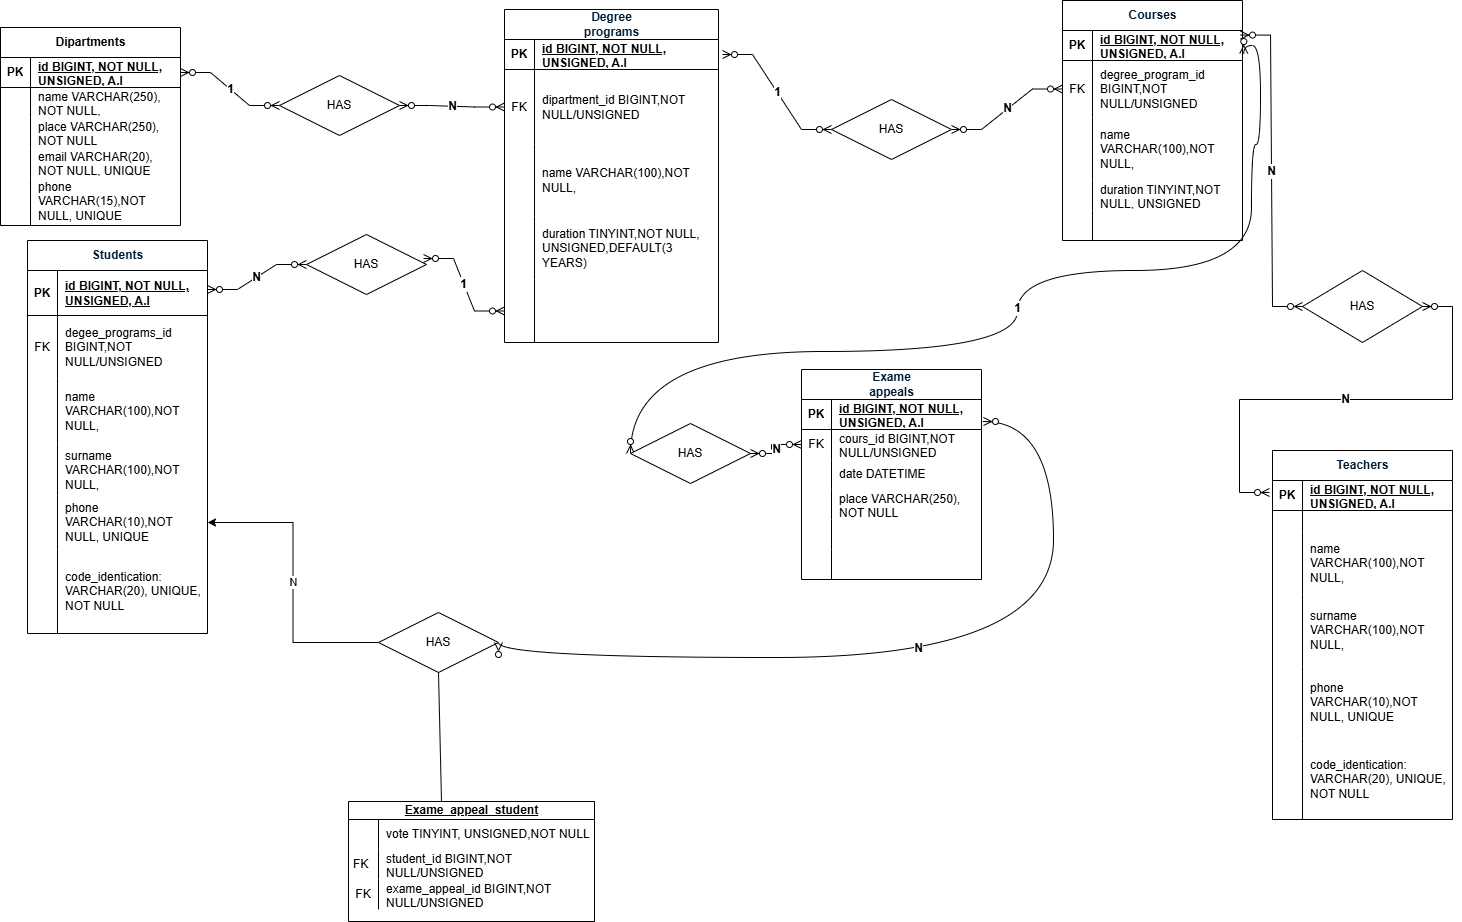 Dipartments
PK
id BIGINT, NOT NULL,
UNSIGNED, A.I
name VARCHAR(250),
NOT NULL,
place VARCHAR(250),
NOT NULL
email VARCHAR(20),
NOT NULL, UNIQUE
phone
VARCHAR(15),NOT
NULL, UNIQUE
1
HAS
N
Degree
programs
PK
id BIGINT, NOT NULL,
UNSIGNED, A.I
FK
dipartment_id BIGINT,NOT
NULL/UNSIGNED
name VARCHAR(100),NOT
NULL,
duration TINYINT,NOT NULL,
UNSIGNED,DEFAULT(3
YEARS)
1
HAS
N
Courses
PK
id BIGINT, NOT NULL,
UNSIGNED, A.I
FK
degree_program_id
BIGINT,NOT
NULL/UNSIGNED
name
VARCHAR(100),NOT
NULL,
duration TINYINT,NOT
NULL, UNSIGNED
N
HAS
N
Students
PK
id BIGINT, NOT NULL,
UNSIGNED, A.I
FK
degee_programs_id
BIGINT,NOT
NULL/UNSIGNED
name
VARCHAR(100),NOT
NULL,
surname
VARCHAR(100),NOT
NULL,
phone
VARCHAR(10),NOT
NULL, UNIQUE
code_identication:
VARCHAR(20), UNIQUE,
NOT NULL
N
HAS
1
1
HAS
N
Exame
appeals
PK
id BIGINT, NOT NULL,
UNSIGNED, A.I
FK
cours_id BIGINT,NOT
NULL/UNSIGNED
date DATETIME
place VARCHAR(250),
NOT NULL
Teachers
PK
id BIGINT, NOT NULL,
UNSIGNED, A.I
name
VARCHAR(100),NOT
NULL,
surname
VARCHAR(100),NOT
NULL,
phone
VARCHAR(10),NOT
NULL, UNIQUE
code_identication:
VARCHAR(20), UNIQUE,
NOT NULL
N
HAS
N
Exame_appeal_student
vote TINYINT, UNSIGNED,NOT NULL
FK
student_id BIGINT,NOT
NULL/UNSIGNED
FK
exame_appeal_id BIGINT,NOT
NULL/UNSIGNED